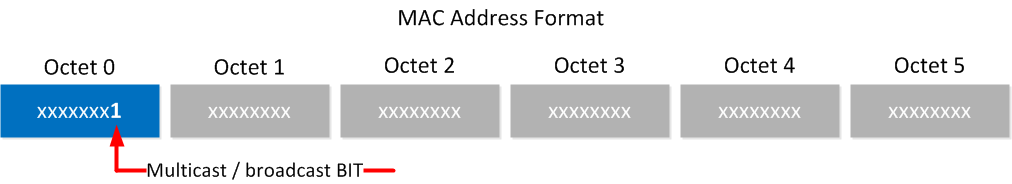 MAC Address Format
Octet 0 Octet 1 Octet 2 Octet 3 Octet 4 Octet 5
xxxxxxx1 xxxxxxxx xxxxxxxx xxxxxxxx xxxxxxxx xxxxxxxx
Multicast / broadcast BIT